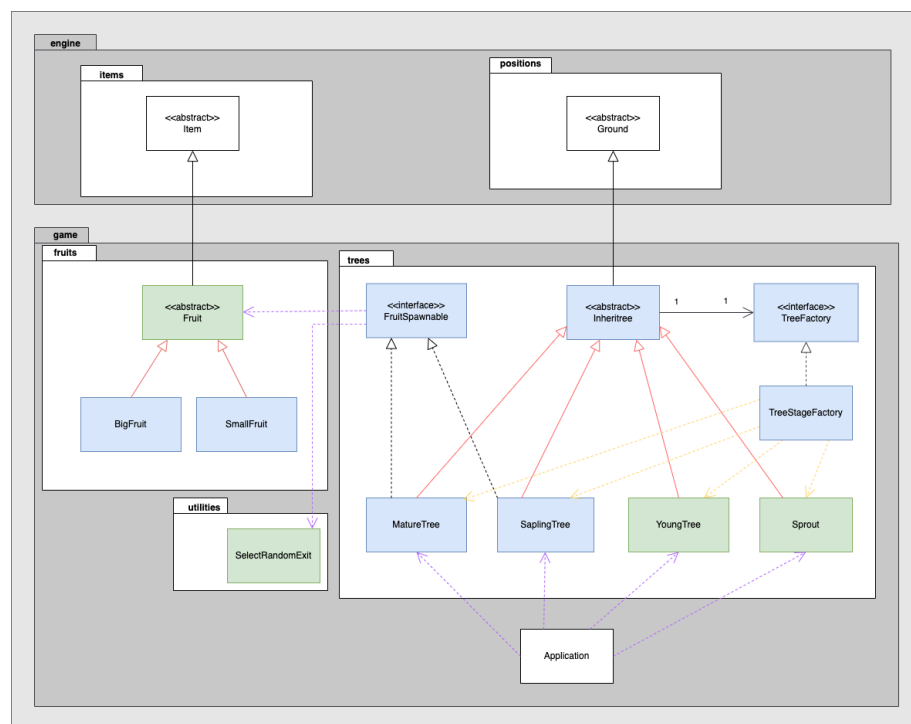 engine
items
positions
<<abstract>>
Item
<<abstract>>
Ground
game
fruits
trees
<<abstract>>
Fruit
<<interface>>
FruitSpawnable
<<abstract>>
Inheritree
1
1
<<interface>>
TreeFactory
BigFruit
SmallFruit
TreeStageFactory
utilities
SelectRandomExit
MatureTree
SaplingTree
YoungTree
Sprout
Application